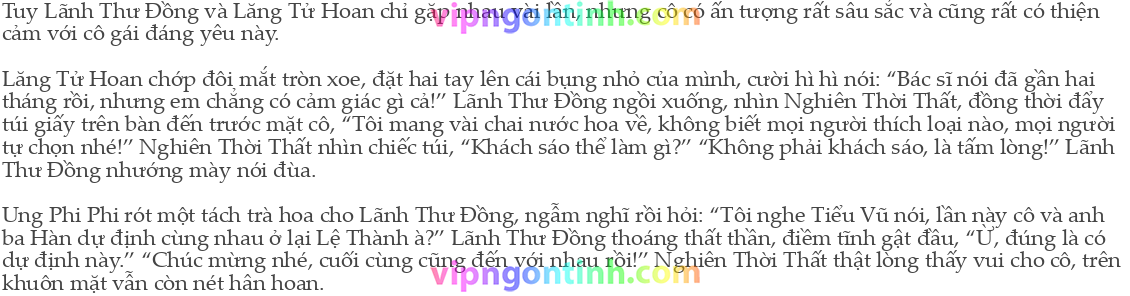 Tuy Lãnh Thư Đồng và Lăng Tử Hoan chỉ gặp nhau vài lần, nhưng cô có ấn tượng rất sâu sắc và cũng rất có thiện
vipngontinh.com
cảm với cô gái đáng yêu này.
Lăng Tử Hoan chớp đôi mắt tròn xoe, đặt hai tay lên cái bụng nhỏ của mình, cười hì hì nói: “Bác sĩ nói đã gần hai
tháng rồi, nhưng em chẳng có cảm giác gì cả!” Lãnh Thư Đồng ngồi xuống, nhìn Nghiên Thời Thất, đồng thời đẩy
túi giấy trên bàn đến trước mặt cô, “Tôi mang vài chai nước hoa về, không biết mọi người thích loại nào, mọi người
tự chọn nhé!” Nghiên Thời Thất nhìn chiếc túi, “Khách sáo thế làm gì?” “Không phải khách sáo, là tấm lòng!” Lãnh
Thư Đồng nhướng mày nói đùa.
Ung Phi Phi rót một tách trà hoa cho Lãnh Thư Đồng, ngẫm nghĩ rồi hỏi: “Tôi nghe Tiểu Vũ nói, lần này cô và anh
ba Hàn dự định cùng nhau ở lại Lệ Thành à?” Lãnh Thư Đồng thoáng thất thần, điềm tĩnh gật đầu, “Ừ, đúng là có
dự định này.” “Chúc mừng nhé, cuối cùng cũng đến với nhau rồi!” Nghiên Thời Thất thật lòng thấy vui cho cô, trên
vipngontinh.com
khuôn mặt vẫn còn nét hân hoan.